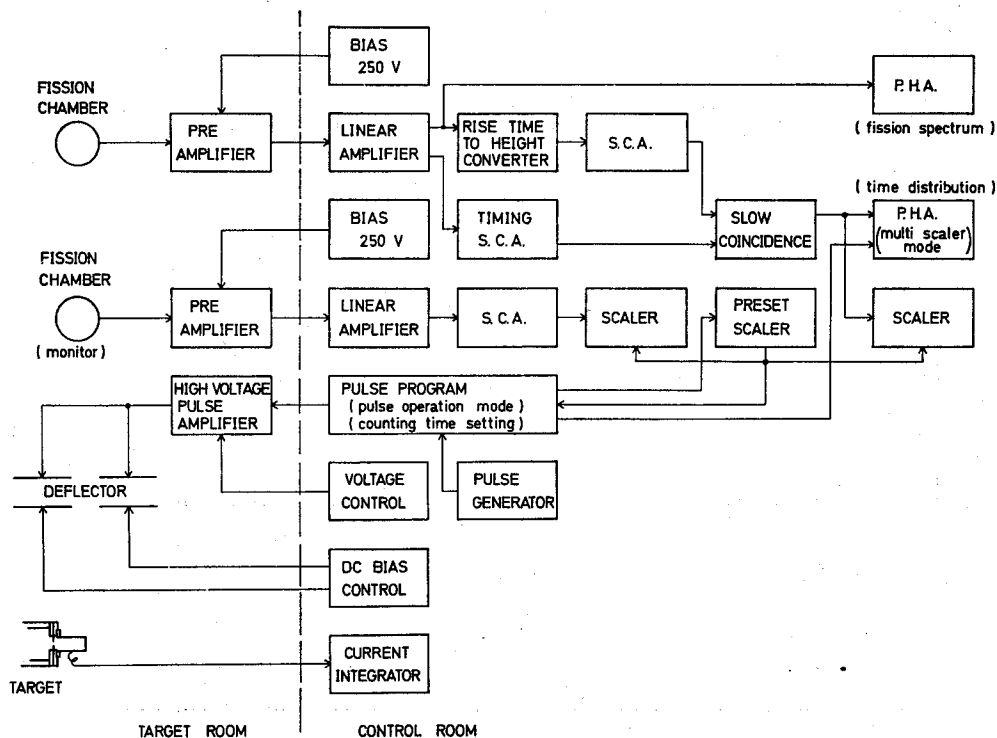 BIAS
250 V
P.H.A.
( fission spectrum )
FISSION
CHAMBER
PRE
AMPLIFIER
LINEAR
AMPLIFIER
RISE TIME
TO HEIGHT
CONVERTER
S.C.A.
( time distribution )
BIAS
250 V
TIMING
S.C.A.
SLOW
COINCIDENCE
P.H.A.
(multi scaler)
mode
FISSION
CHAMBER
( monitor )
PRE
AMPLIFIER
LINEAR
AMPLIFIER
S.C.A.
SCALER
PRESET
SCALER
SCALER
HIGH VOLTAGE
PULSE
AMPLIFIER
PULSE PROGRAM
( pulse operation mode )
( counting time setting )
DEFLECTOR
VOLTAGE
CONTROL
PULSE
GENERATOR
DC BIAS
CONTROL
TARGET
CURRENT
INTEGRATOR
TARGET ROOM
CONTROL ROOM